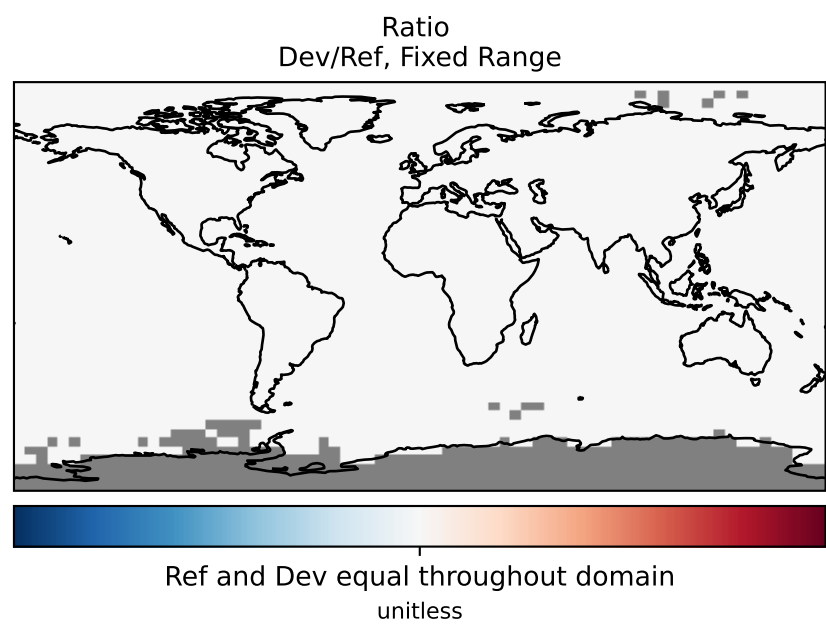 Ratio
Dev/Ref, Fixed Range
Ref and Dev equal throughout domain
unitless